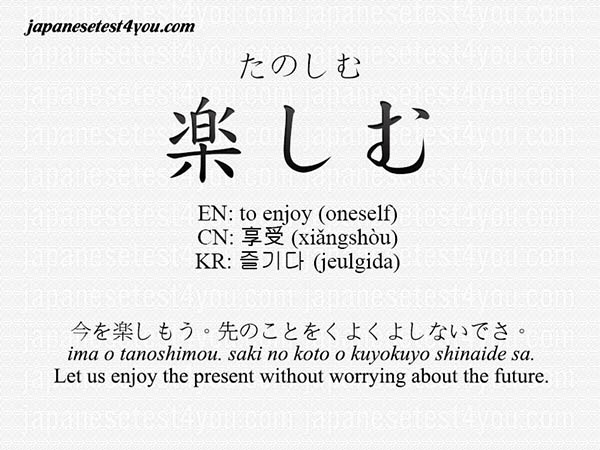 japanesetest4you.com
たのしむ
楽しむ
EN: to enjoy (oneself)
CN: 享受 (xiǎngshòu)
KR: 즐기다 (jeulgida)
今を楽しもう。先のことをくよくよしないでさ。
ima o tanoshimou. saki no koto o kuyokuyo shinaide sa.
Let us enjoy the present without worrying about the future.